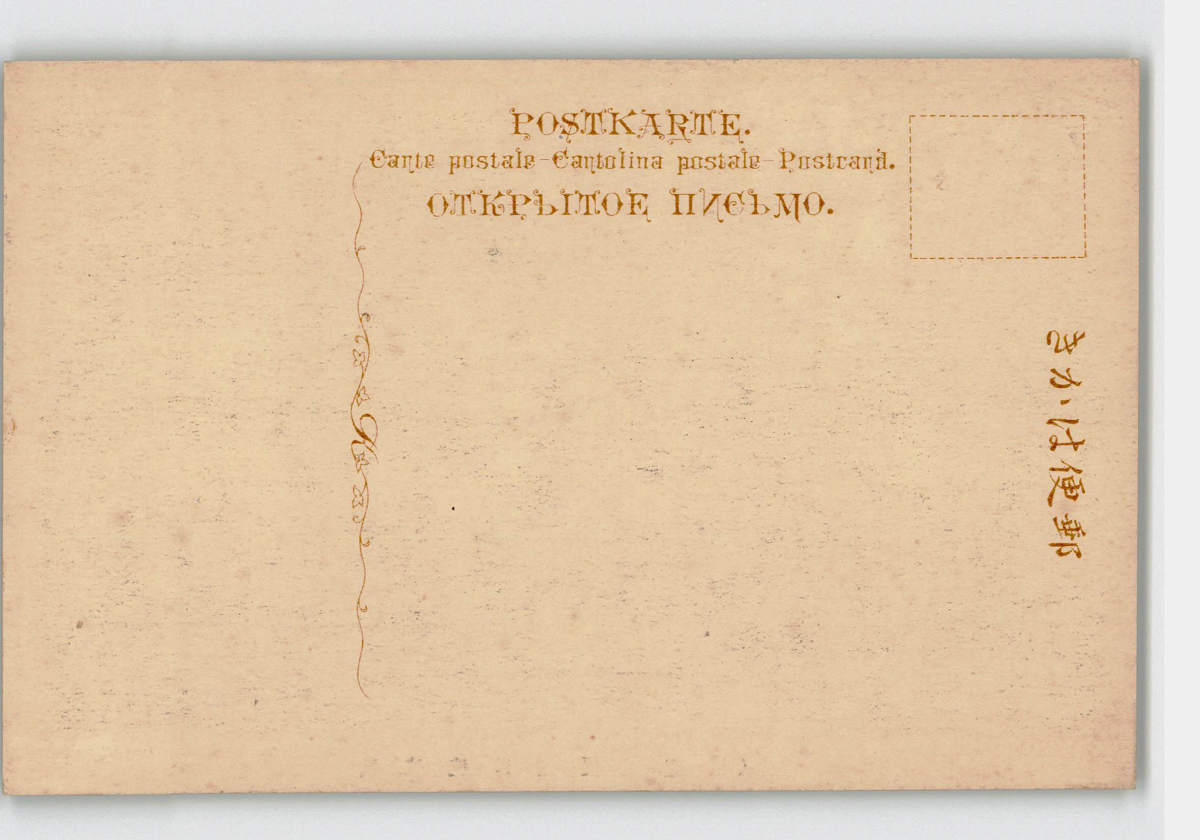 POSTKARTE.
Carte postale-Cartolina postale-Postcard.
ОТКРЫТОЕ ПИСЬМО.
郵便はかき